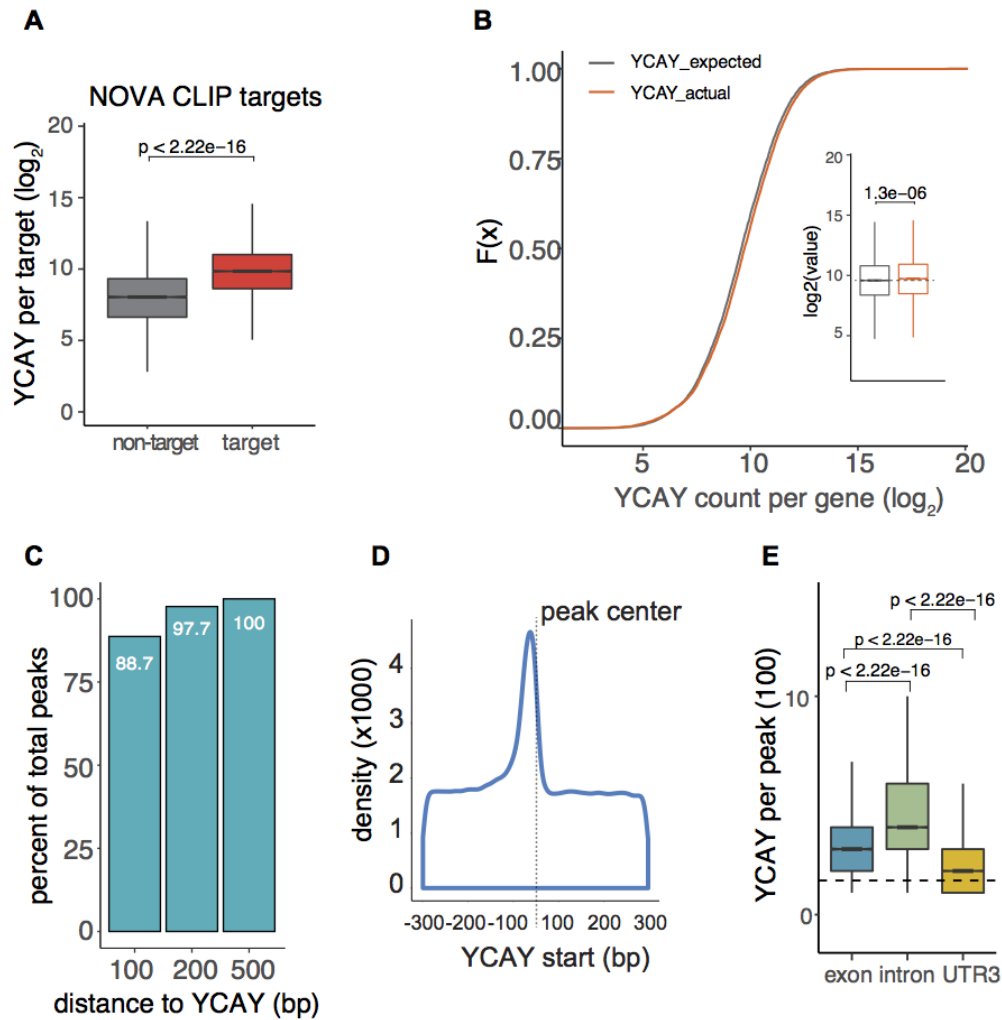 A
NOVA CLIP targets
YCAY per target (log2)
20
15
10
5
0
p < 2.22e−16
non-target
target
B
F(x)
1.00
0.75
0.50
0.25
0.00
YCAY_expected
YCAY_actual
log2(value)
20
15
10
5
1.3e−06
5
10
15
20
YCAY count per gene (log2)
C
percent of total peaks
100
75
50
25
0
88.7
97.7
100
100
200
500
distance to YCAY (bp)
D
peak center
density (x1000)
4
3
2
1
0
-300
-200
-100
100
200
300
YCAY start (bp)
E
YCAY per peak (100)
10
0
p < 2.22e−16
p < 2.22e−16
p < 2.22e−16
exon
intron
UTR3